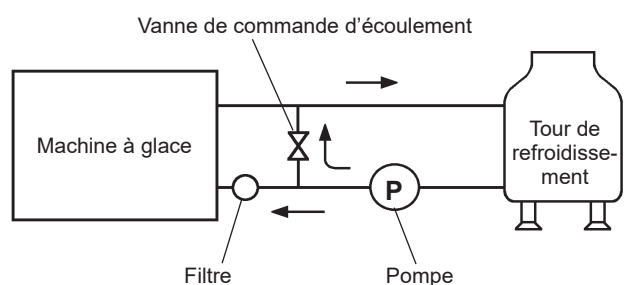 Vanne de commande d’écoulement
Machine à glace
Tour de
refroidisse-
ment
P
Filtre
Pompe